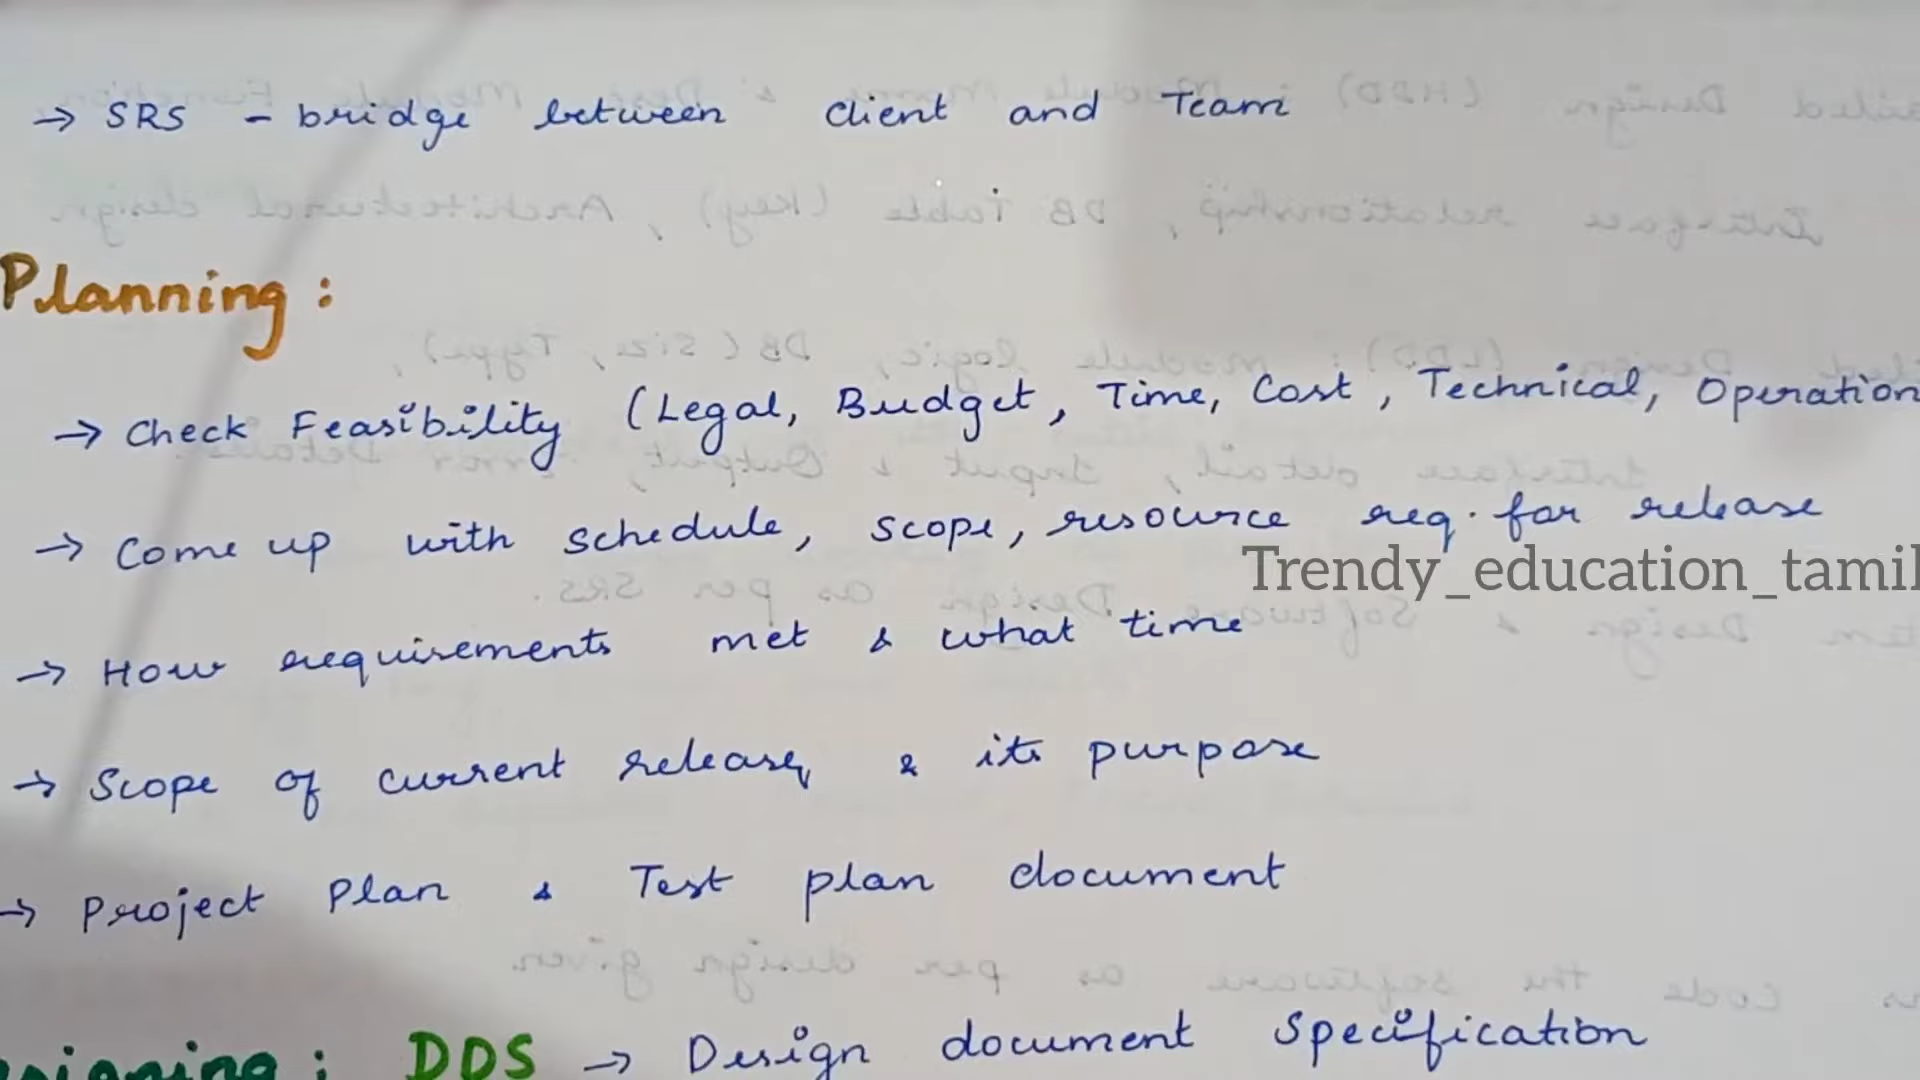 → SRS - bridge between client and Team
Planning :
→ Check Feasibility (Legal, Budget, Time, Cost, Technical, Operation
→ Come up with schedule, scope, resource req. for release
Trendy_education_tamil
→ How requirements met & what time
→ Scope of current release, & its purpose
→ Project Plan & Test plan document
signing : DDS → Design document Specification